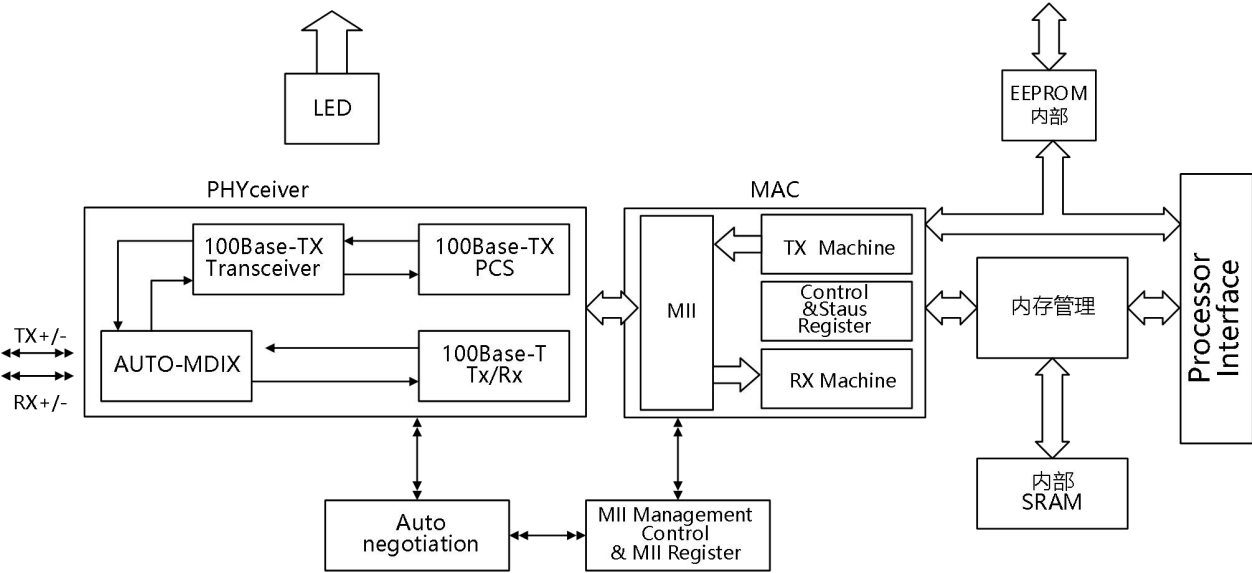 LED
EEPROM
内部
PHYceiver
MAC
100Base-TX
Transceiver
100Base-TX
PCS
MII
TX Machine
Control
&Staus
Register
RX Machine
内存管理
Processor
Interface
TX+/-
RX+/-
AUTO-MDIX
100Base-T
Tx/Rx
内部
SRAM
Auto
negotiation
MII Management
Control
& MII Register